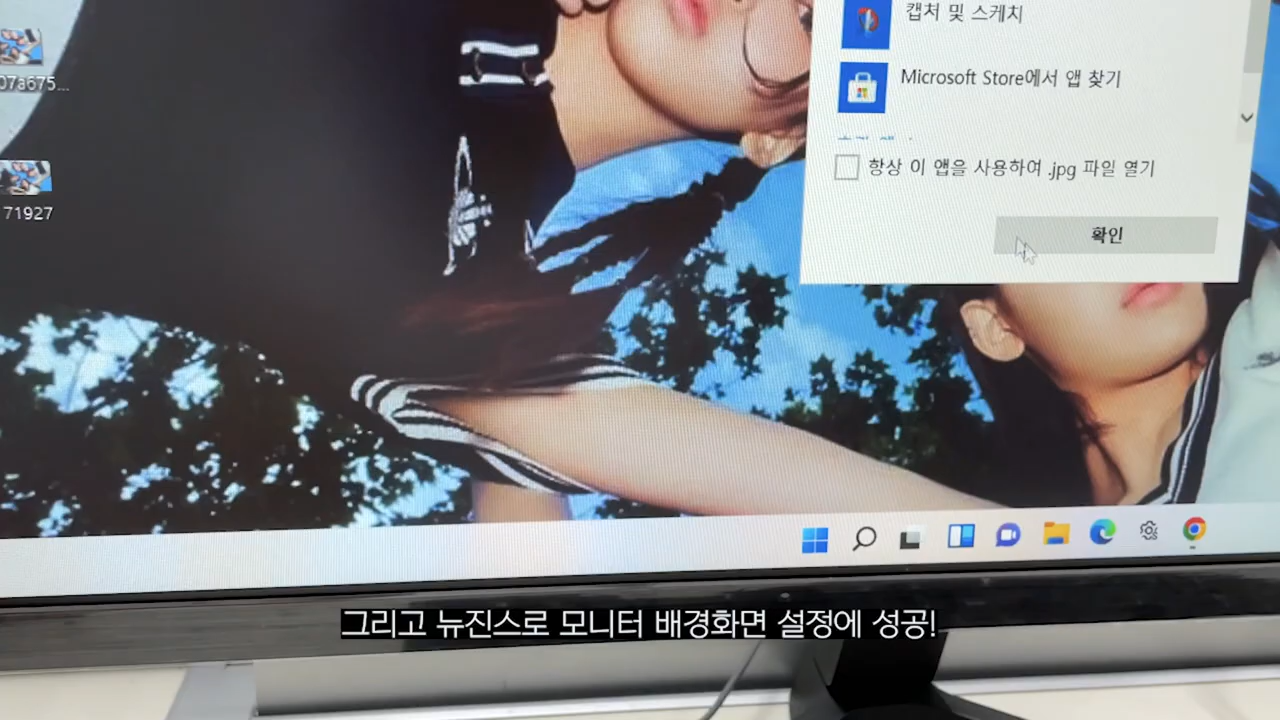 캡처 및 스케치
07a675...
Microsoft Store에서 앱 찾기
항상 이 앱을 사용하여 .jpg 파일 열기
71927
확인
그리고 뉴진스로 모니터 배경화면 설정에 성공!